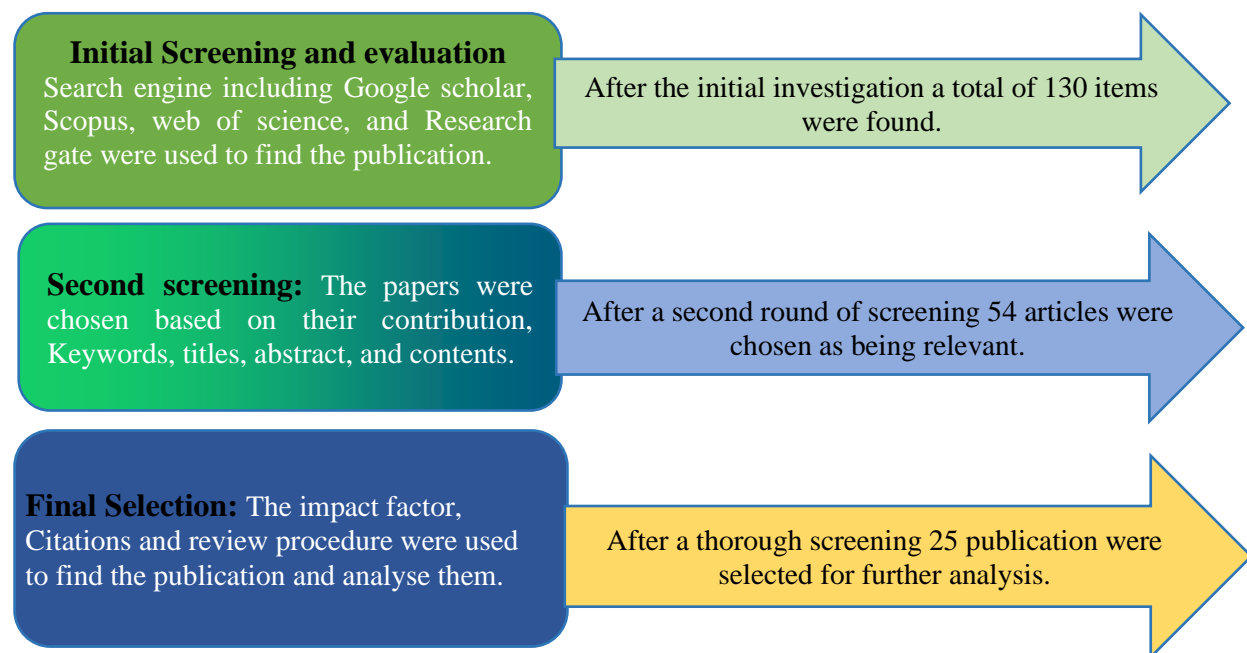 Initial Screening and evaluation
Search engine including Google scholar,
Scopus, web of science, and Research
gate were used to find the publication.
After the initial investigation a total of 130 items
were found.
Second screening: The papers were
chosen based on their contribution,
Keywords, titles, abstract, and contents.
After a second round of screening 54 articles were
chosen as being relevant.
Final Selection: The impact factor,
Citations and review procedure were used
to find the publication and analyse them.
After a thorough screening 25 publication were
selected for further analysis.